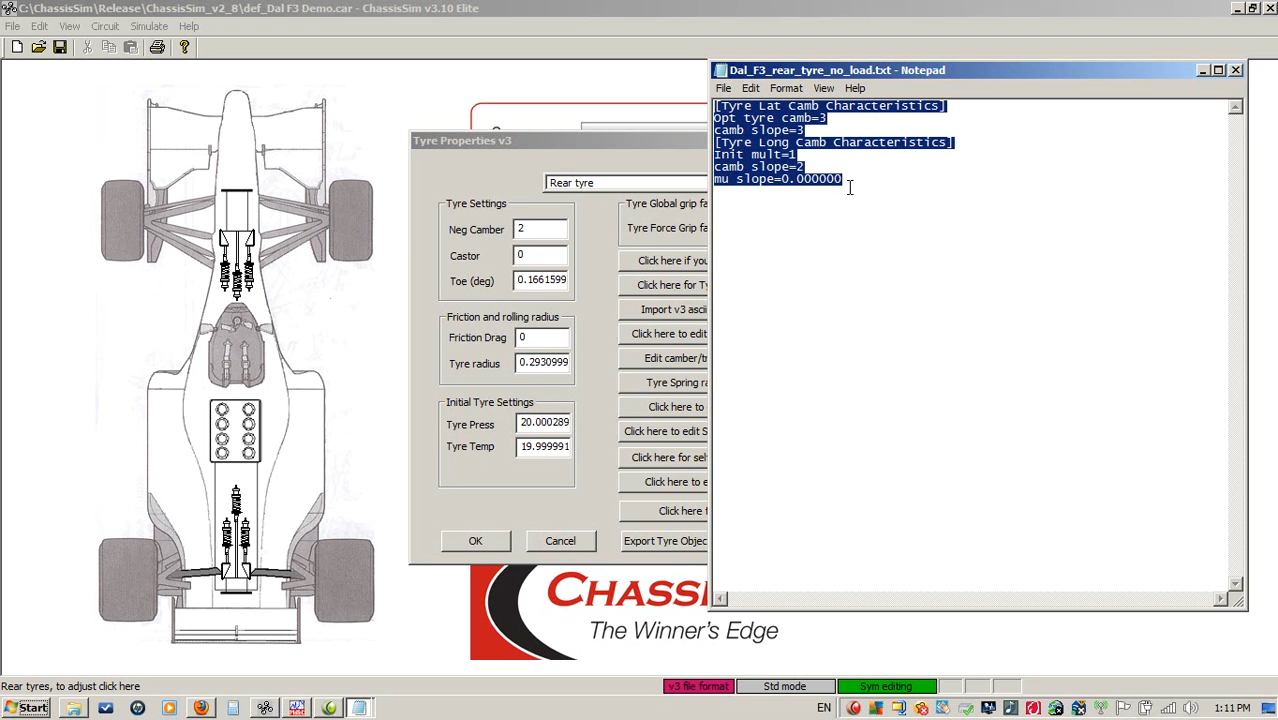 C:\ChassisSim\Release\ChassisSim_v2_8\def_Dal F3 Demo.car - ChassisSim v3.10 Elite
File Edit View Circuit Simulate Help
Dal_F3_rear_tyre_no_load.txt - Notepad
File Edit Format View Help
[Tyre Lat Camb Characteristics]
Opt tyre camb=3
camb slope=3
[Tyre Long Camb Characteristics]
Init mult=1
camb slope=2
mu slope=0.000000
Tyre Properties v3
Rear tyre
Tyre Settings
Neg Camber 2
Castor 0
Toe (deg) 0.1661599
Friction and rolling radius
Friction Drag 0
Tyre radius 0.2930999
Initial Tyre Settings
Tyre Press 20.000289
Tyre Temp 19.999991
OK Cancel
Tyre Global grip fa
Tyre Force Grip fa
Click here if you
Click here for Ty
Import v3 ascii
Click here to edit
Edit camber/tr
Tyre Spring ra
Click here to
Click here to edit S
Click here for sel
Click here to e
Click here f
Export Tyre Objec
CHASSI
The Winner's Edge
Rear tyres, to adjust click here
v3 file format Std mode Sym editing
Start
EN
1:11 PM